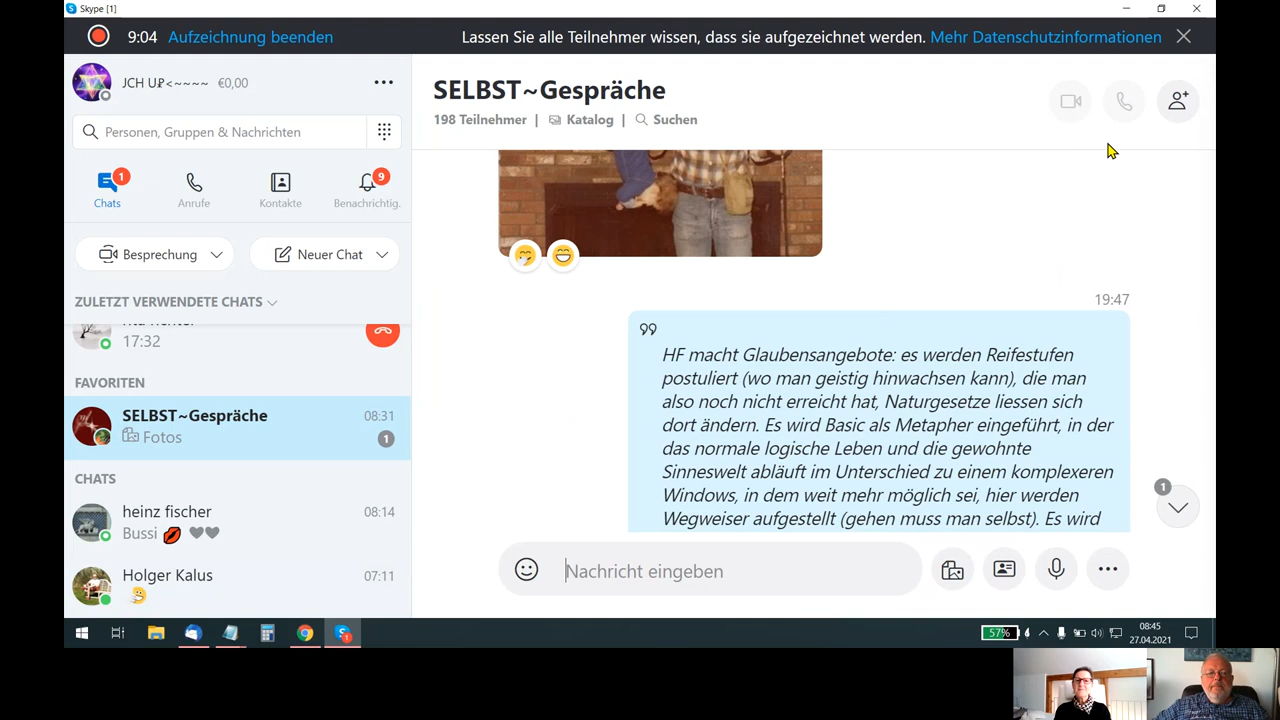 Skype [1]
9:04 Aufzeichnung beenden
Lassen Sie alle Teilnehmer wissen, dass sie aufgezeichnet werden. Mehr Datenschutzinformationen
€0,00
Personen, Gruppen & Nachrichten
1
9
Chats
Anrufe
Kontakte
Benachrichtig.
Besprechung
Neuer Chat
ZULETZT VERWENDETE CHATS
17:32
FAVORITEN
SELBST~Gespräche 08:31
Fotos 1
CHATS
heinz fischer 08:14
Bussi
Holger Kalus 07:11
SELBST~Gespräche
198 Teilnehmer | Katalog | Suchen
19:47
HF macht Glaubensangebote: es werden Reifestufen
postuliert (wo man geistig hinwachsen kann), die man
also noch nicht erreicht hat, Naturgesetze liessen sich
dort ändern. Es wird Basic als Metapher eingeführt, in der
das normale logische Leben und die gewohnte
Sinneswelt abläuft im Unterschied zu einem komplexeren
Windows, in dem weit mehr möglich sei, hier werden
Wegweiser aufgestellt (gehen muss man selbst). Es wird
1
Nachricht eingeben
57%
1
08:45
27.04.2021